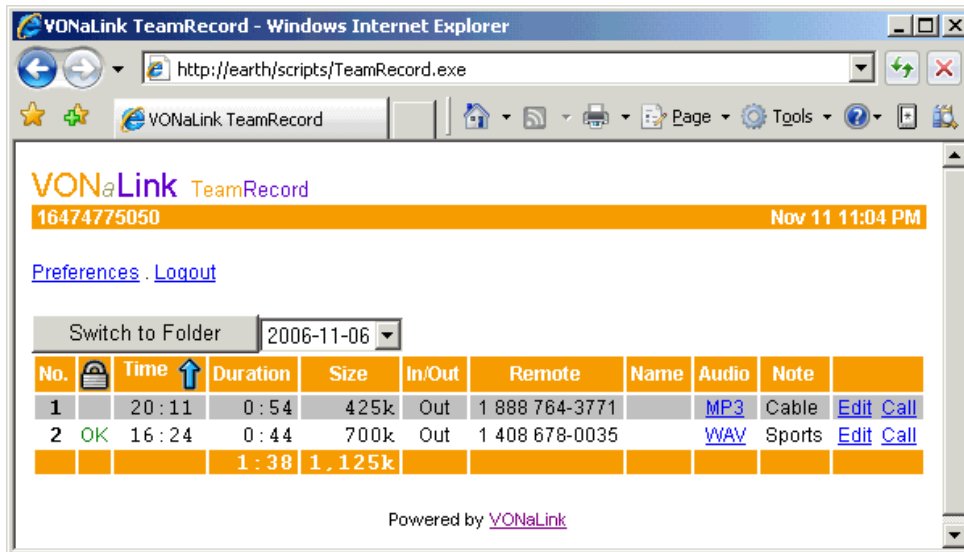 VONaLink TeamRecord - Windows Internet Explorer
http://earth/scripts/TeamRecord.exe
VONaLink TeamRecord
Page
Tools
VONaLink TeamRecord
16474775050 Nov 11 11:04 PM
Preferences . Logout
Switch to Folder 2006-11-06
No. Time Duration Size In/Out Remote Name Audio Note
1 20:11 0:54 425k Out 1 888 764-3771 MP3 Cable Edit Call
2 OK 16:24 0:44 700k Out 1 408 678-0035 WAV Sports Edit Call
1:38 1,125k
Powered by VONaLink